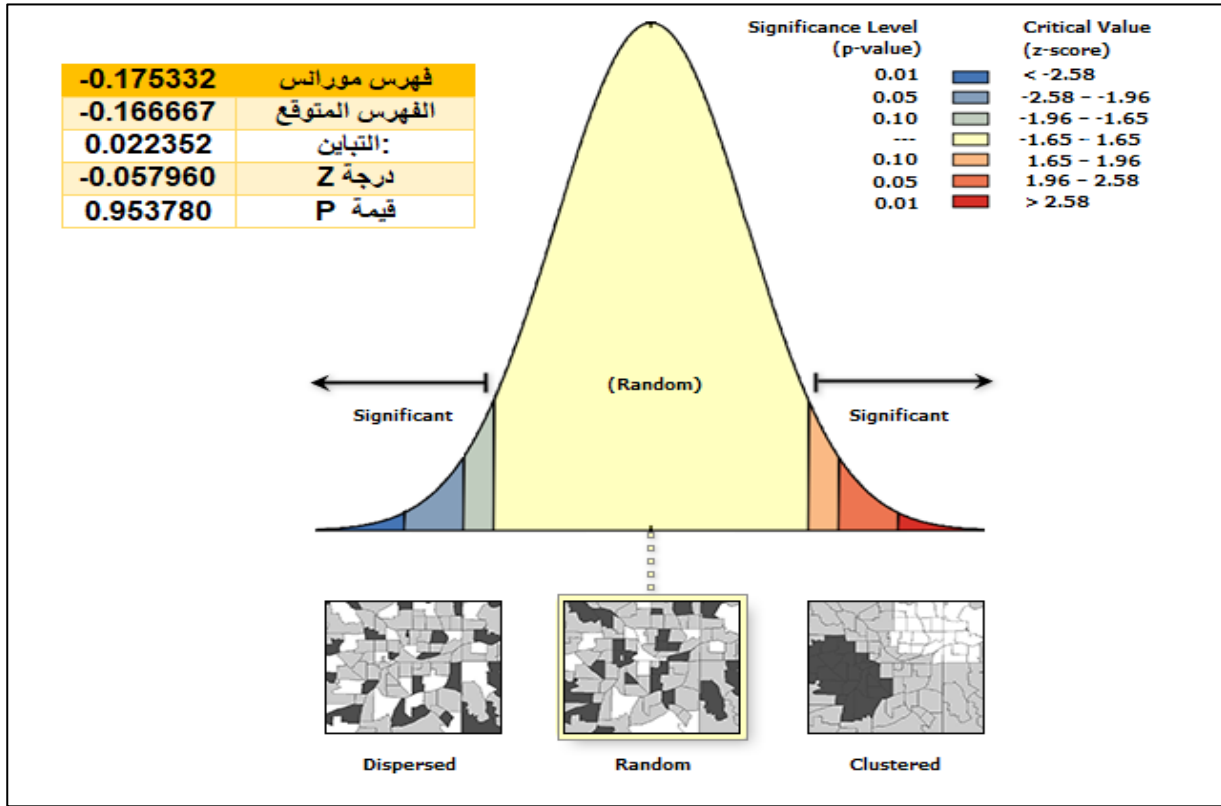 فهرس مورانس -0.175332
الفهرس المتوقع -0.166667
التباين: 0.022352
درجة Z -0.057960
قيمة P 0.953780
Significance Level Critical Value
(p-value) (z-score)
0.01 < -2.58
0.05 -2.58 – -1.96
0.10 -1.96 – -1.65
--- -1.65 – 1.65
0.10 1.65 – 1.96
0.05 1.96 – 2.58
0.01 > 2.58
(Random)
Significant Significant
Dispersed Random Clustered